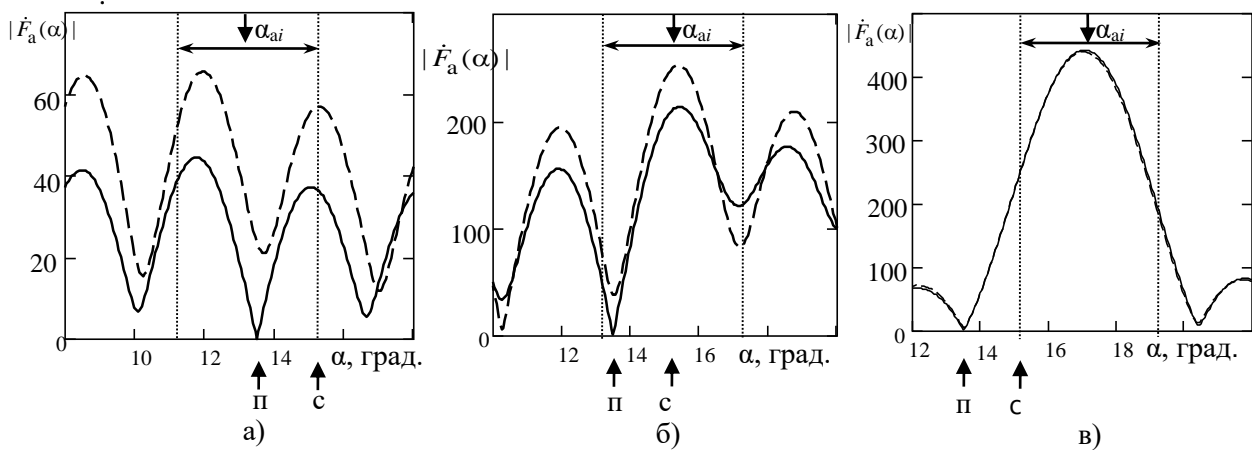 |Ḟa(α)|
αai
60
40
20
0
10
12
14
α, град.
п
с
а)
|Ḟa(α)|
αai
200
100
0
12
14
16
α, град.
п
с
б)
|Ḟa(α)|
αai
400
300
200
100
0
12
14
16
18
α, град.
п
с
в)